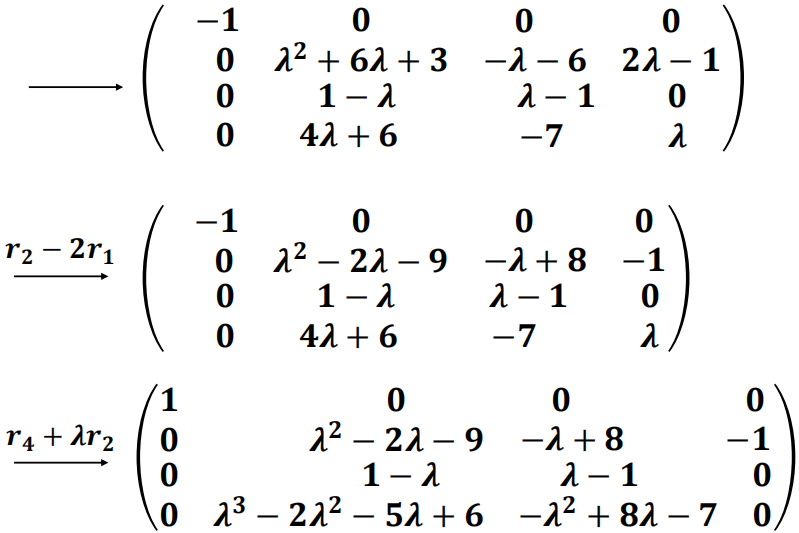 −1 0 0 0
0 λ² + 6λ + 3 −λ − 6 2λ − 1
0 1 − λ λ − 1 0
0 4λ + 6 −7 λ
−1 0 0 0
r₂ − 2r₁ 0 λ² − 2λ − 9 −λ + 8 −1
0 1 − λ λ − 1 0
0 4λ + 6 −7 λ
1 0 0 0
r₄ + λr₂ 0 λ² − 2λ − 9 −λ + 8 −1
0 1 − λ λ − 1 0
0 λ³ − 2λ² − 5λ + 6 −λ² + 8λ − 7 0